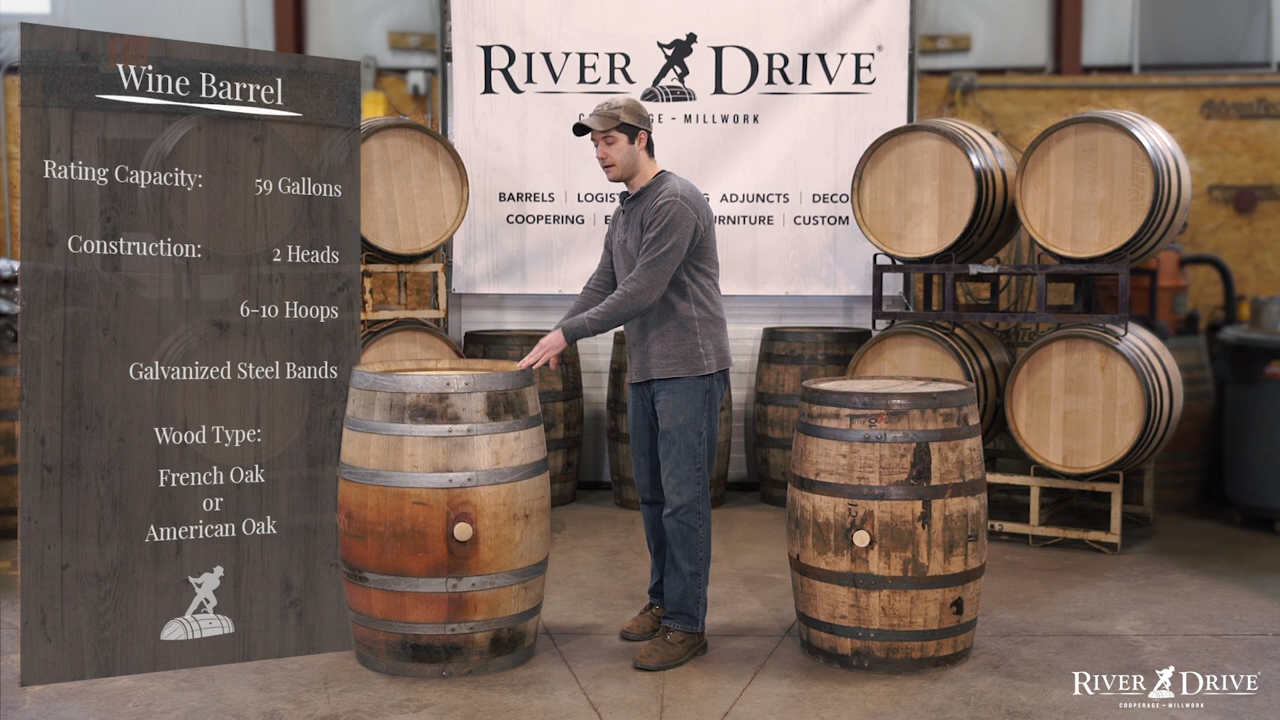 Wine Barrel
Rating Capacity: 59 Gallons
Construction: 2 Heads
6-10 Hoops
Galvanized Steel Bands
Wood Type:
French Oak
or
American Oak
RIVER DRIVE®
COOPERAGE - MILLWORK
BARRELS | ADJUNCTS |
COOPERING | | CUSTOM
RIVER DRIVE®
COOPERAGE - MILLWORK